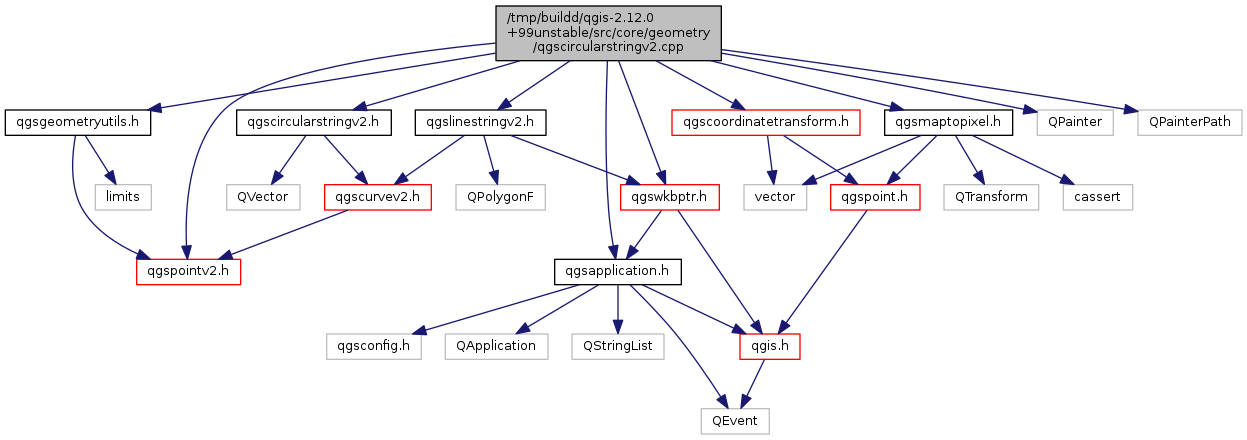 /tmp/buildd/qgis-2.12.0
+99unstable/src/core/geometry
/qgscircularstringv2.cpp
qgsgeometryutils.h
qgscircularstringv2.h
qgslinestringv2.h
qgscoordinatetransform.h
qgsmaptopixel.h
QPainter
QPainterPath
limits
QVector
qgscurvev2.h
QPolygonF
qgswkbptr.h
vector
qgspoint.h
QTransform
cassert
qgspointv2.h
qgsapplication.h
qgsconfig.h
QApplication
QStringList
qgis.h
QEvent